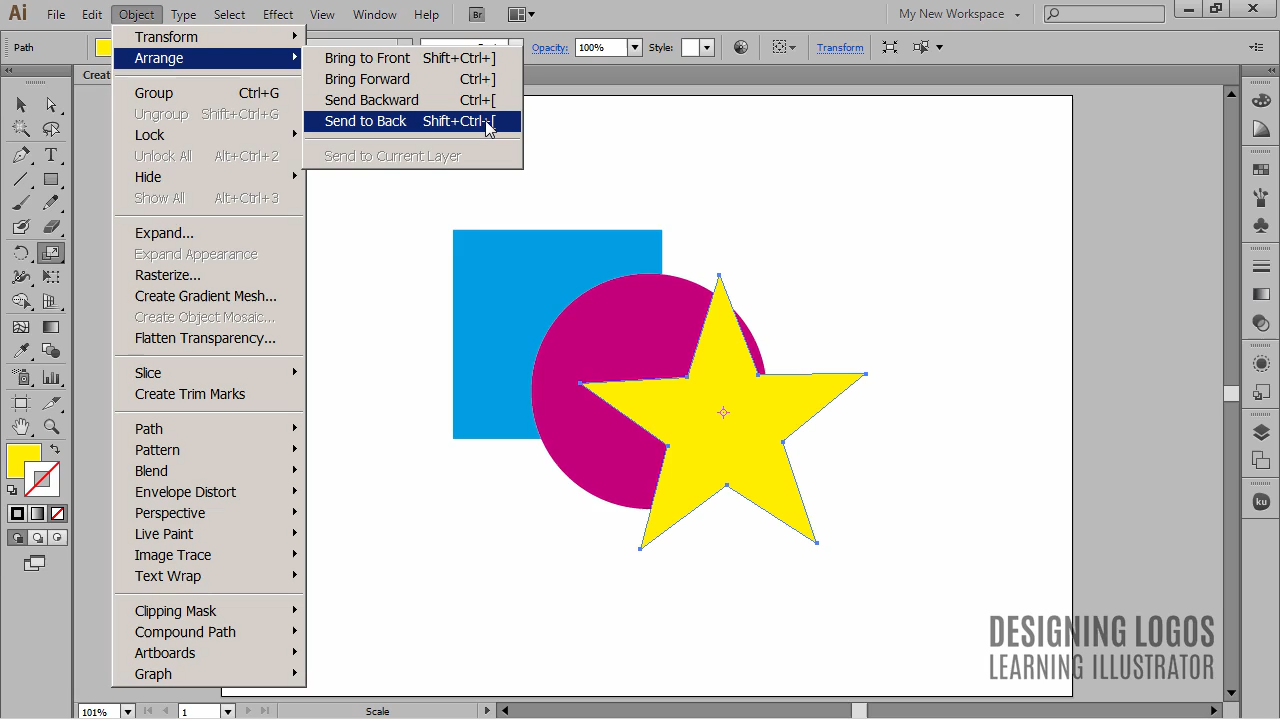 Ai File Edit Object Type Select Effect View Window Help Br My New Workspace
Path Opacity: 100% Style: Transform
Transform
Arrange
Group Ctrl+G
Ungroup Shift+Ctrl+G
Lock
Unlock All Alt+Ctrl+2
Hide
Show All Alt+Ctrl+3
Expand...
Expand Appearance
Rasterize...
Create Gradient Mesh...
Create Object Mosaic...
Flatten Transparency...
Slice
Create Trim Marks
Path
Pattern
Blend
Envelope Distort
Perspective
Live Paint
Image Trace
Text Wrap
Clipping Mask
Compound Path
Artboards
Graph
Bring to Front Shift+Ctrl+]
Bring Forward Ctrl+]
Send Backward Ctrl+[
Send to Back Shift+Ctrl+[
Send to Current Layer
ku
DESIGNING LOGOS
LEARNING ILLUSTRATOR
101% 1 Scale